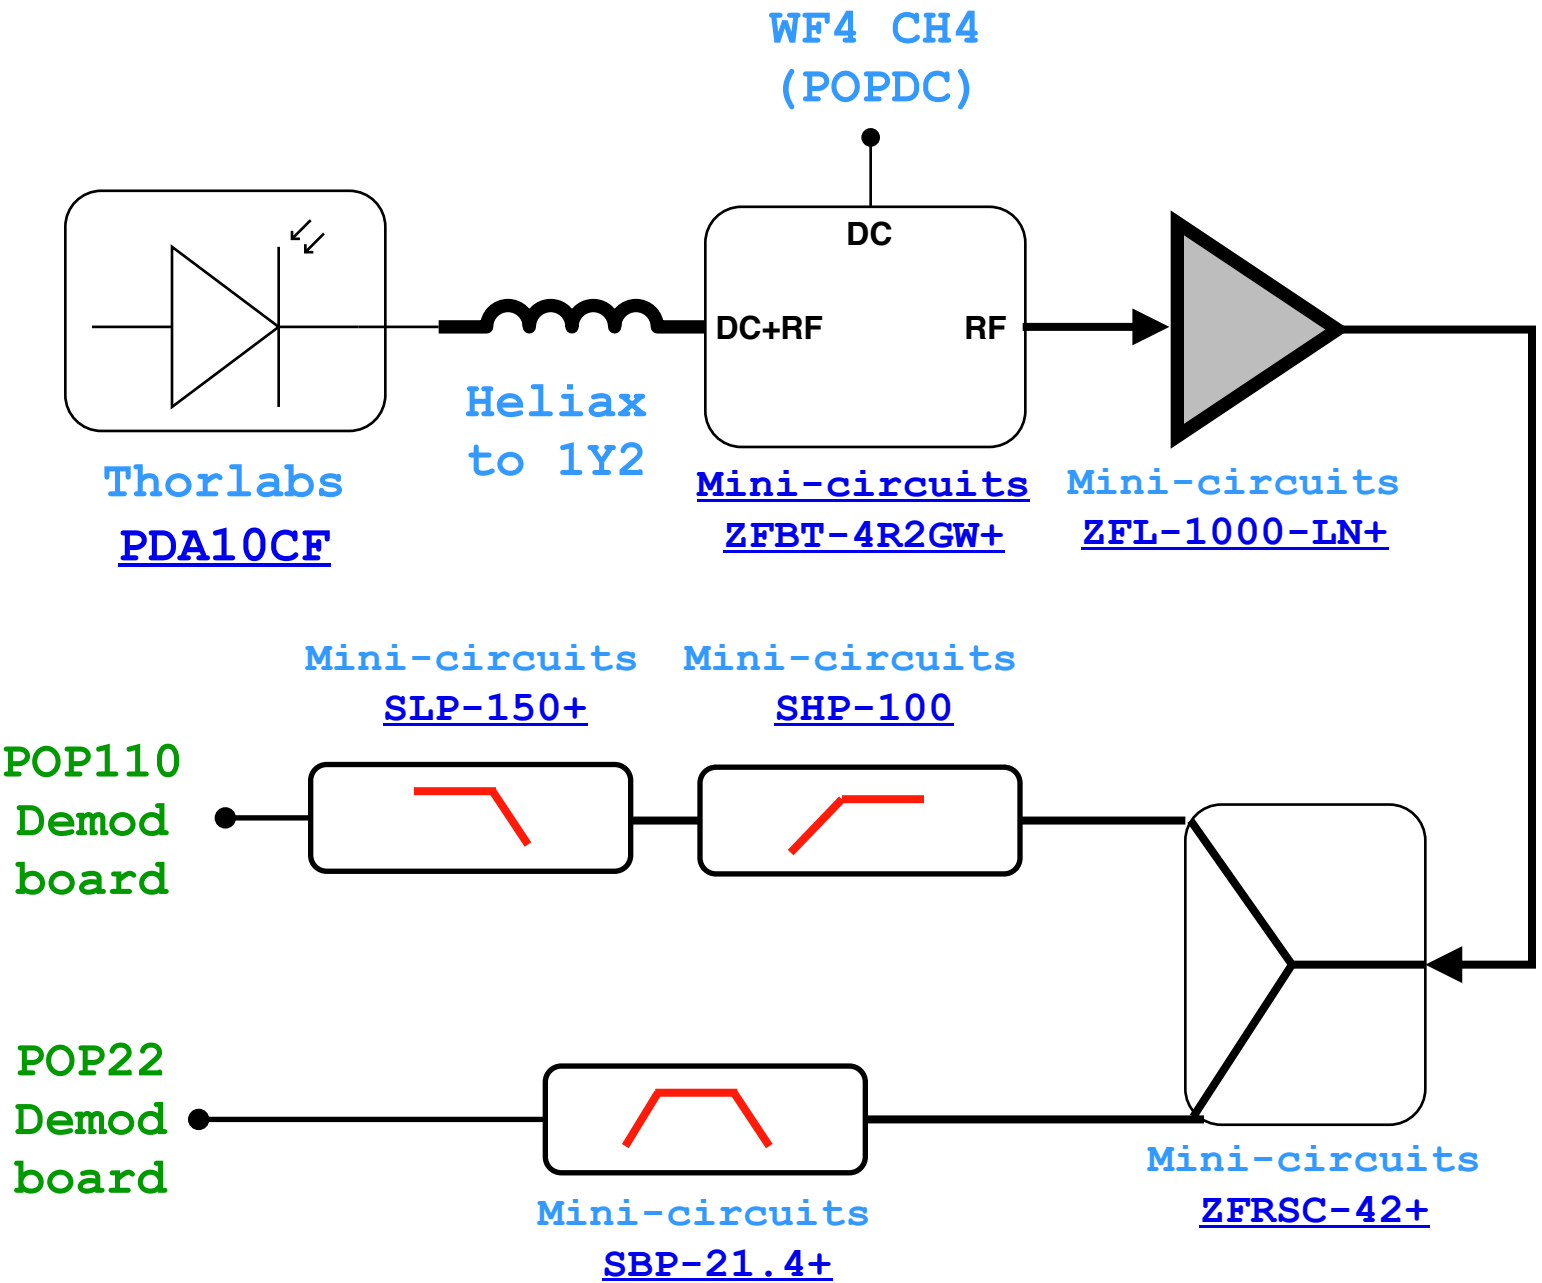 WF4 CH4
(POPDC)
DC
DC+RF
RF
Heliax
to 1Y2
Thorlabs
PDA10CF
Mini-circuits
ZFBT-4R2GW+
Mini-circuits
ZFL-1000-LN+
Mini-circuits
SLP-150+
Mini-circuits
SHP-100
POP110
Demod
board
POP22
Demod
board
Mini-circuits
SBP-21.4+
Mini-circuits
ZFRSC-42+